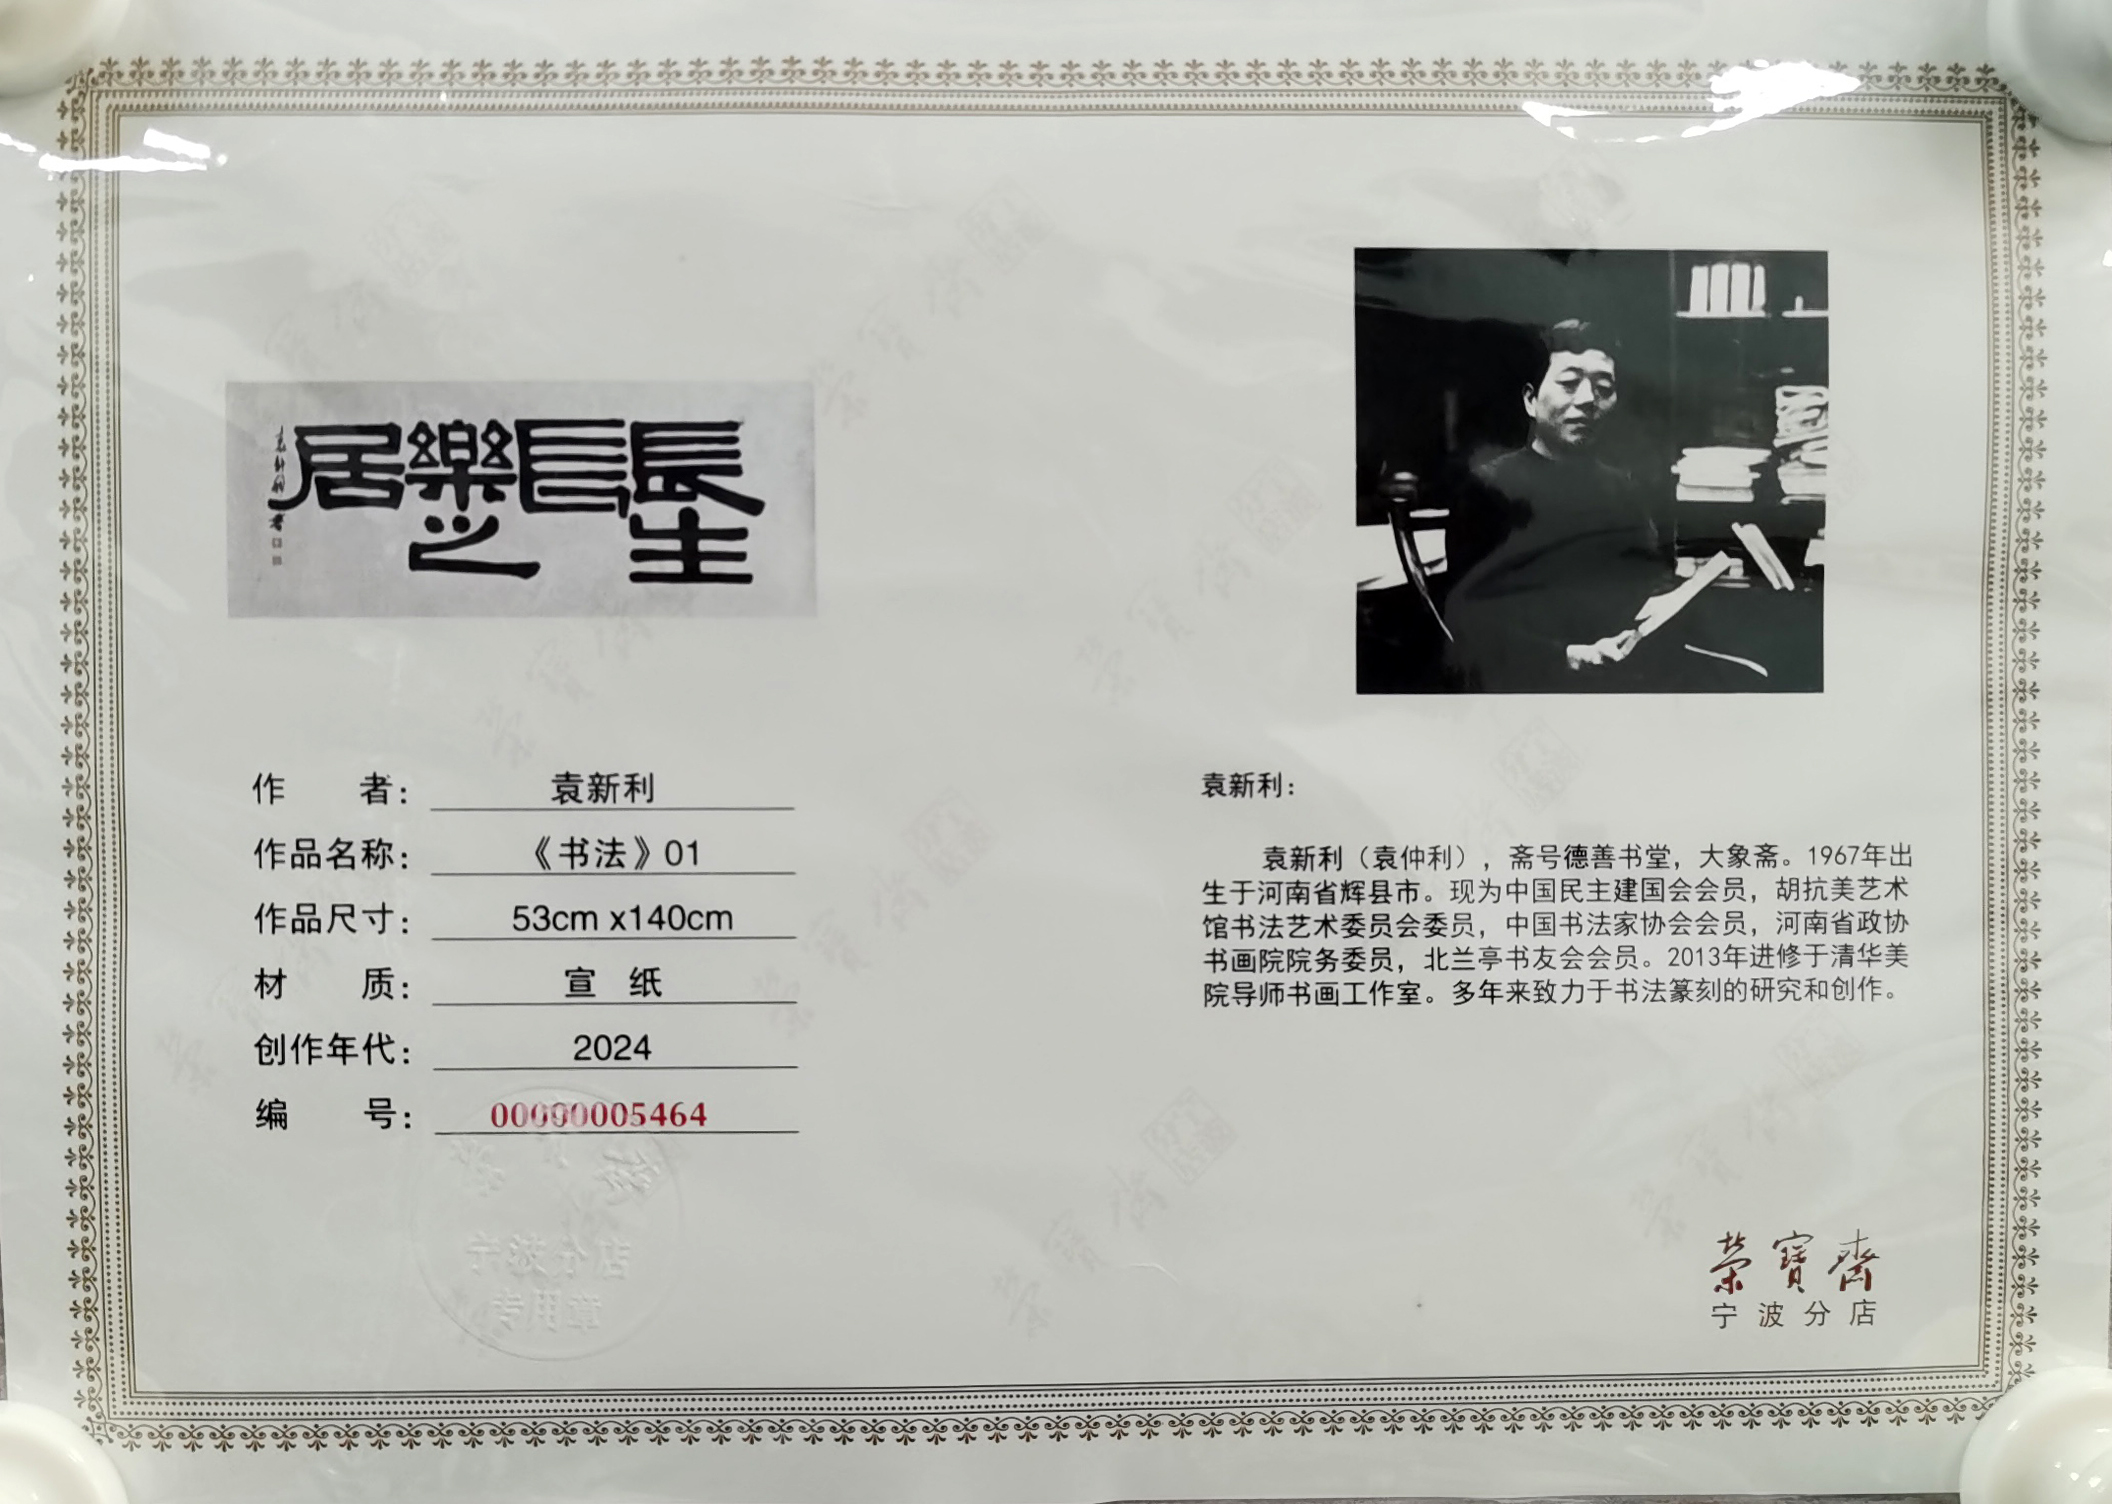 長生
長樂之
居
作者：袁新利
作品名称：《书法》01
作品尺寸：53cm x140cm
材质：宣 纸
创作年代：2024
编号：00000005464
宁波分店
专用章
袁新利：
袁新利（袁仲利），斋号德善书堂，大象斋。1967年出
生于河南省辉县市。现为中国民主建国会会员，胡抗美艺术
馆书法艺术委员会委员，中国书法家协会会员，河南省政协
书画院院务委员，北兰亭书友会会员。2013年进修于清华美
院导师书画工作室。多年来致力于书法篆刻的研究和创作。
荣寶齋
宁波分店